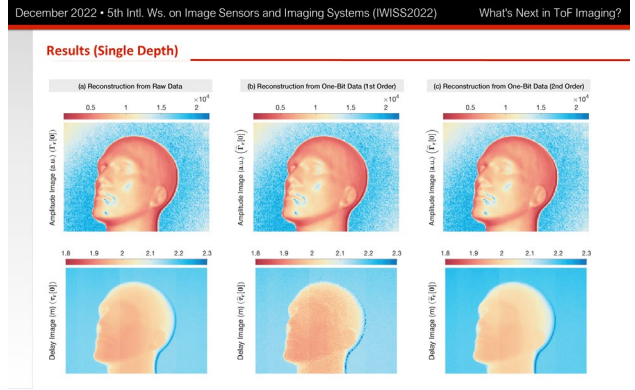 December 2022 • 5th Intl. Ws. on Image Sensors and Imaging Systems (IWISS2022) What's Next in ToF Imaging?
Results (Single Depth)
(a) Reconstruction from Raw Data
(b) Reconstruction from One-Bit Data (1st Order)
(c) Reconstruction from One-Bit Data (2nd Order)
×10⁴ ×10⁴ ×10⁴
0.5 1 1.5 2 0.5 1 1.5 2 0.5 1 1.5 2
Amplitude Image (a.u.)
Amplitude Image (a.u.)
Amplitude Image (a.u.)
1.8 1.9 2 2.1 2.2 2.3 1.8 1.9 2 2.1 2.2 2.3 1.8 1.9 2 2.1 2.2 2.3
Delay Image (m)
Delay Image (m)
Delay Image (m)